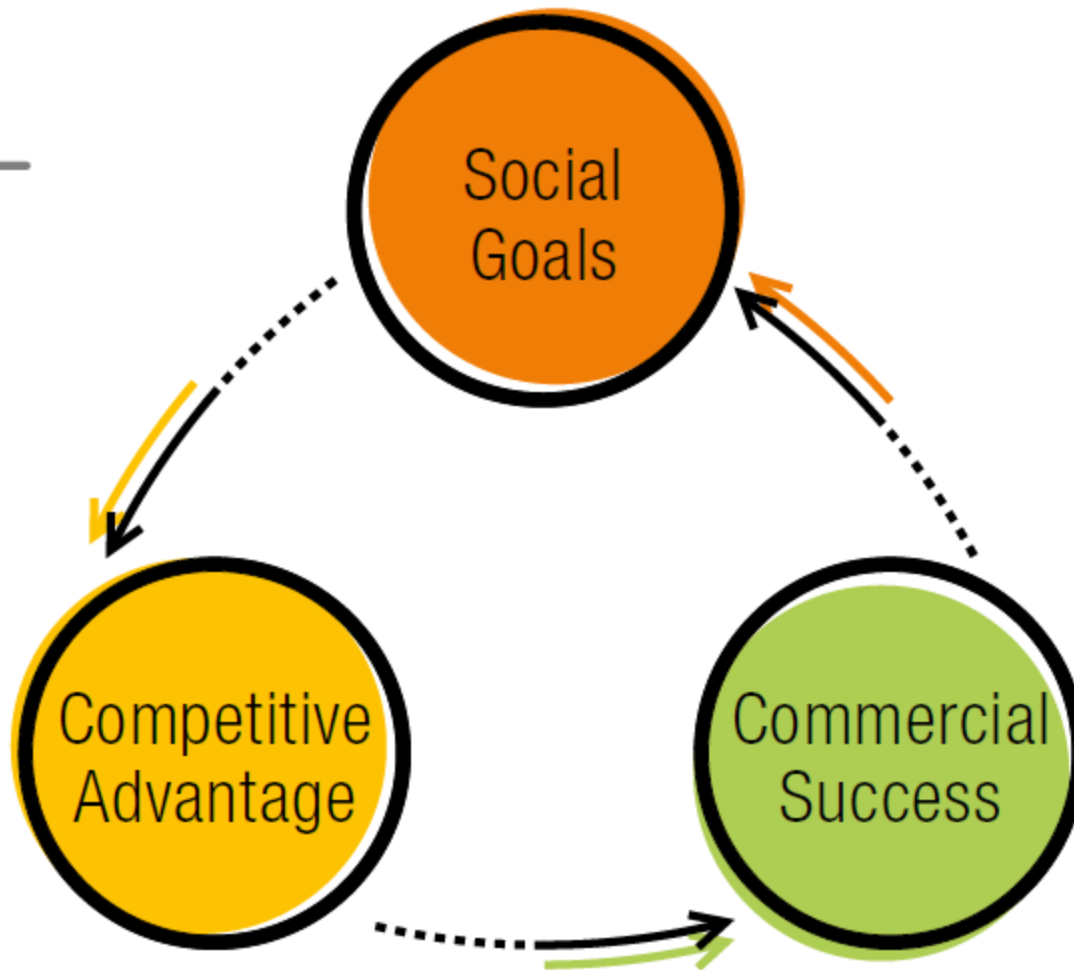 Social
Goals
Competitive
Advantage
Commercial
Success